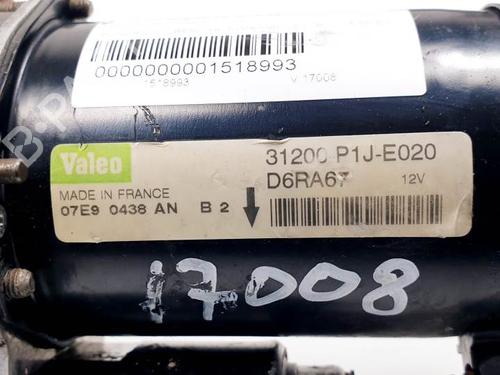 0000000001518993
1518993 V 17008
Valeo 31200 P1J-E020
MADE IN FRANCE D6RA67 12V
07E9 0438 AN B 2
17008